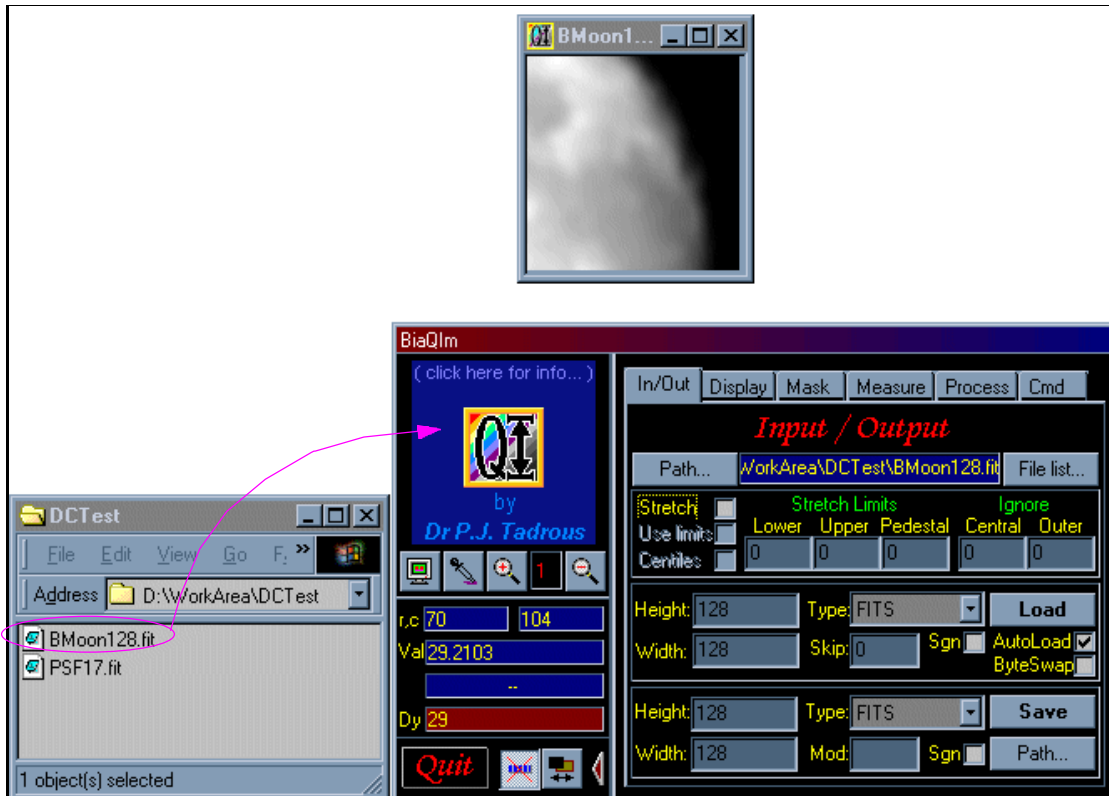 BMoon1...
BiaQIm
( click here for info... )
QI
by
Dr P.J. Tadrous
r,c 70 104
Val 29.2103
--
Dy 29
Quit
In/Out Display Mask Measure Process Cmd
Input / Output
Path... WorkArea\DCTest\BMoon128.fit File list...
Stretch Stretch Limits Ignore
Use limits Lower Upper Pedestal Central Outer
Centiles 0 0 0 0 0
Height: 128 Type: FITS Load
Width: 128 Skip: 0 Sgn AutoLoad
ByteSwap
Height: 128 Type: FITS Save
Width: 128 Mod: Sgn Path...
1
DCTest
File Edit View Go F. »
Address D:\WorkArea\DCTest
BMoon128.fit
PSF17.fit
1 object(s) selected